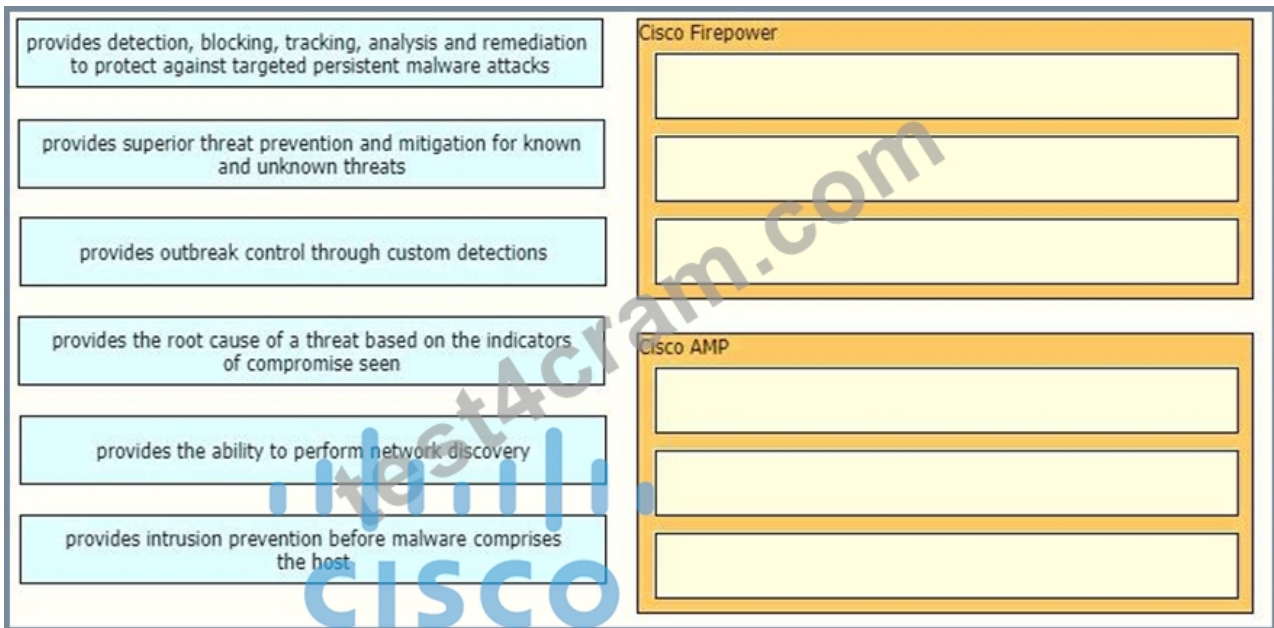 provides detection, blocking, tracking, analysis and remediation
to protect against targeted persistent malware attacks
provides superior threat prevention and mitigation for known
and unknown threats
provides outbreak control through custom detections
provides the root cause of a threat based on the indicators
of compromise seen
provides the ability to perform network discovery
provides intrusion prevention before malware comprises
the host
Cisco Firepower
Cisco AMP
test4cram.com
CISCO